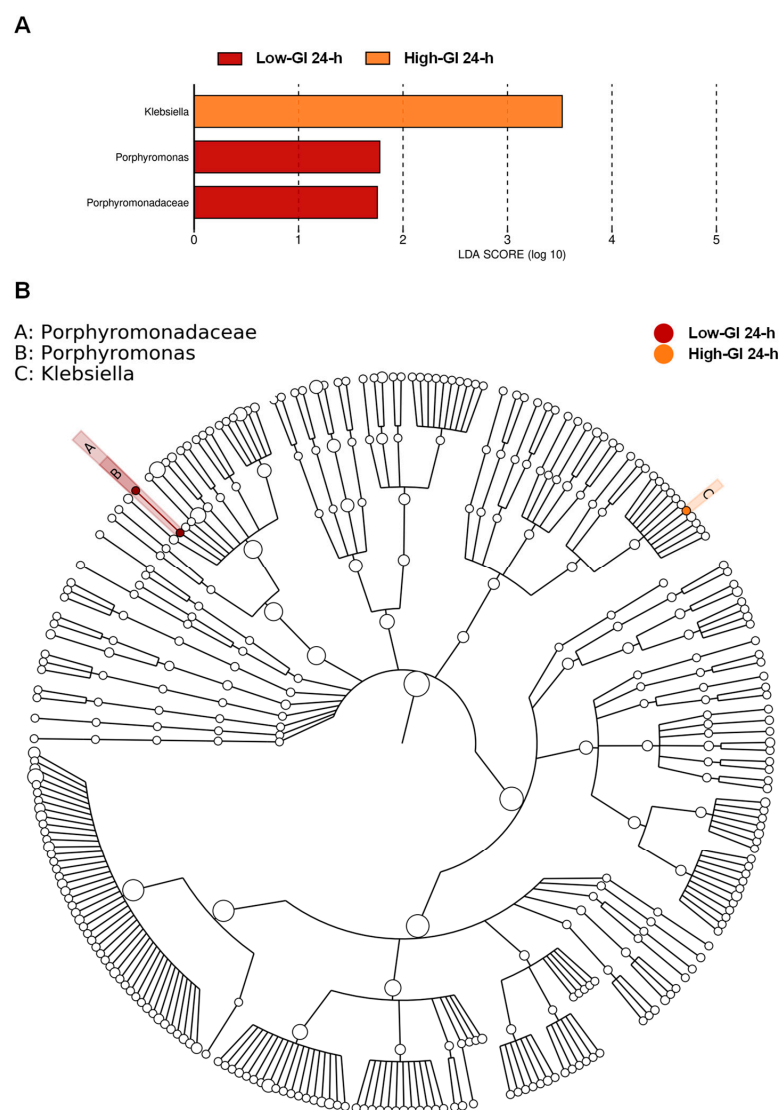 A
Low-GI 24-h
High-GI 24-h
Klebsiella
Porphyromonas
Porphyromonadaceae
0 1 2 3 4 5
LDA SCORE (log 10)
B
A: Porphyromonadaceae
B: Porphyromonas
C: Klebsiella
Low-GI 24-h
High-GI 24-h
A
B
C